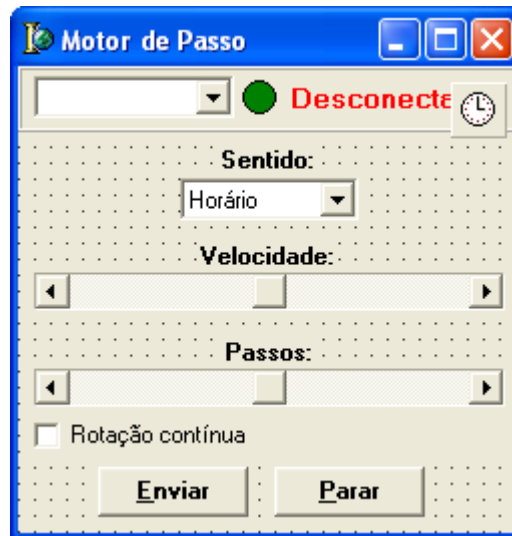 Motor de Passo
Desconecta
Sentido:
Horário
Velocidade:
Passos:
Rotação contínua
Enviar Parar